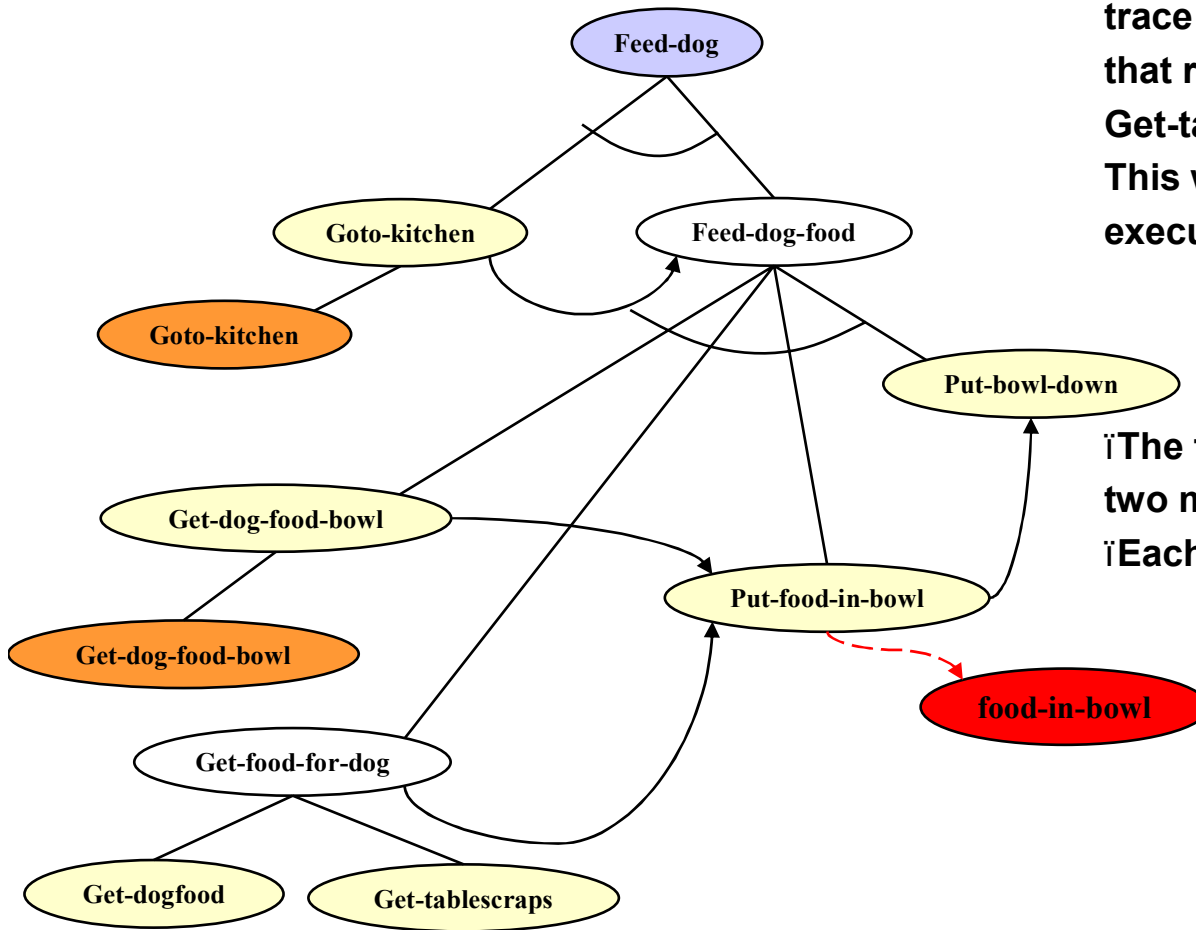 trace
that r
Feed-dog
Get-ta
This v
execu
Goto-kitchen
Feed-dog-food
Goto-kitchen
Put-bowl-down
ïThe
two m
ïEach
Get-dog-food-bowl
Put-food-in-bowl
Get-dog-food-bowl
food-in-bowl
Get-food-for-dog
Get-dogfood
Get-tablescraps